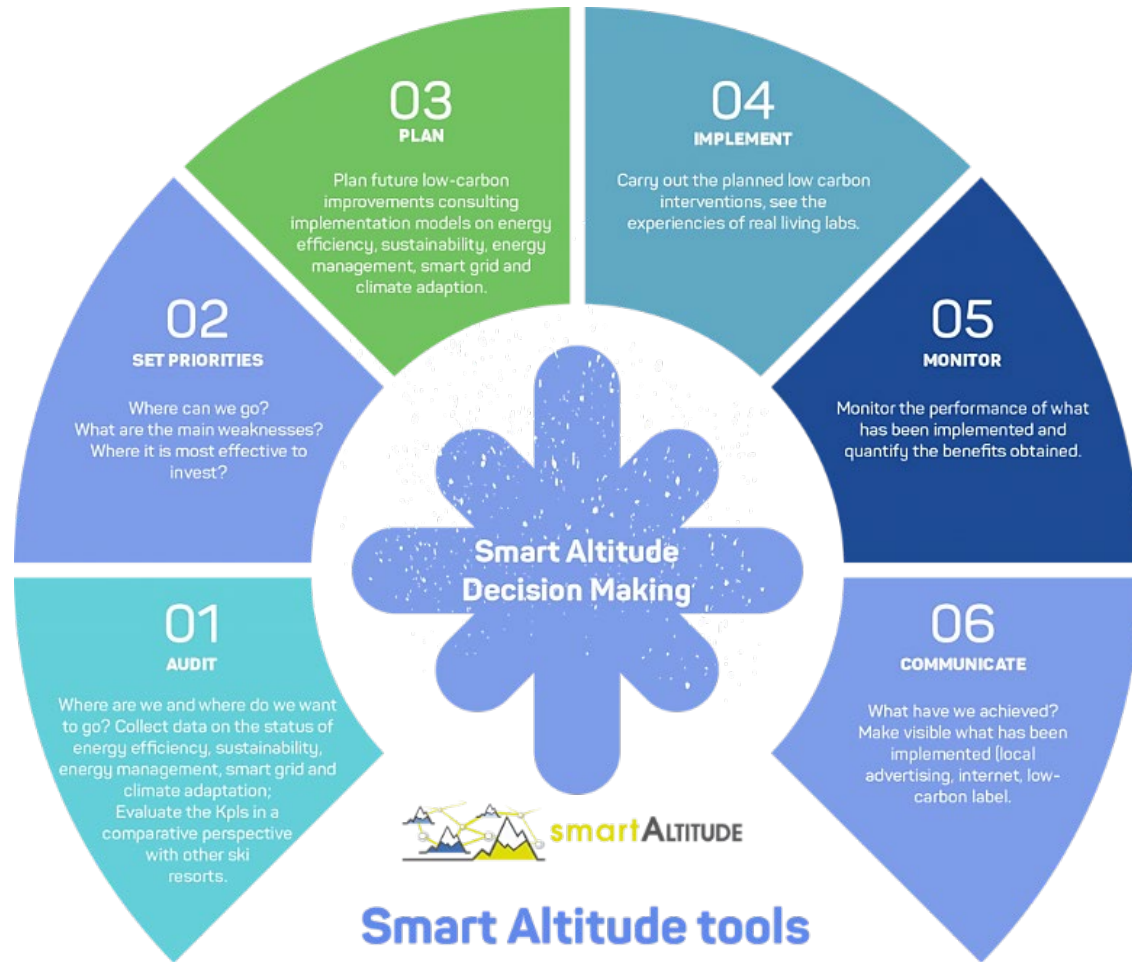 01
AUDIT
Where are we and where do we want
to go? Collect data on the status of
energy efficiency, sustainability,
energy management, smart grid and
climate adaptation;
Evaluate the KpIs in a
comparative perspective
with other ski
resorts.
02
SET PRIORITIES
Where can we go?
What are the main weaknesses?
Where it is most effective to
invest?
03
PLAN
Plan future low-carbon
improvements consulting
implementation models on energy
efficiency, sustainability, energy
management, smart grid and
climate adaption.
04
IMPLEMENT
Carry out the planned low carbon
interventions, see the
experiencies of real living labs.
05
MONITOR
Monitor the performance of what
has been implemented and
quantify the benefits obtained.
06
COMMUNICATE
What have we achieved?
Make visible what has been
implemented (local
advertising, internet, low-
carbon label.
Smart Altitude
Decision Making
smartALTITUDE
Smart Altitude tools